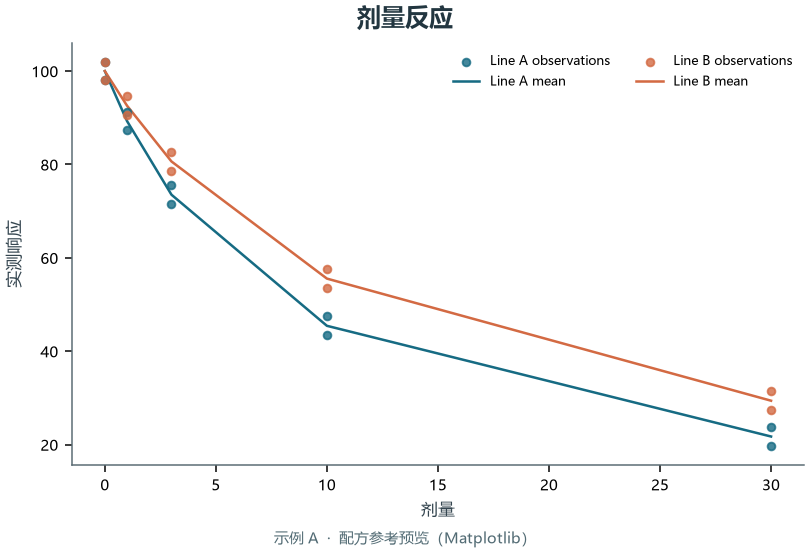 剂量反应
Line A observations
Line A mean
Line B observations
Line B mean
实测响应
100
80
60
40
20
0 5 10 15 20 25 30
剂量
示例 A · 配方参考预览（Matplotlib）